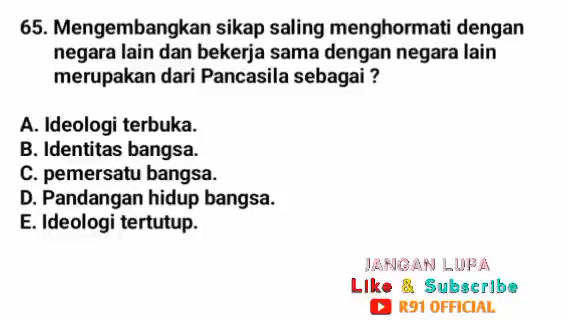 65. Mengembangkan sikap saling menghormati dengan
negara lain dan bekerja sama dengan negara lain
merupakan dari Pancasila sebagai ?
A. Ideologi terbuka.
B. Identitas bangsa.
C. pemersatu bangsa.
D. Pandangan hidup bangsa.
E. Ideologi tertutup.
JANGAN LUPA
Like & Subscribe
R91 OFFICIAL